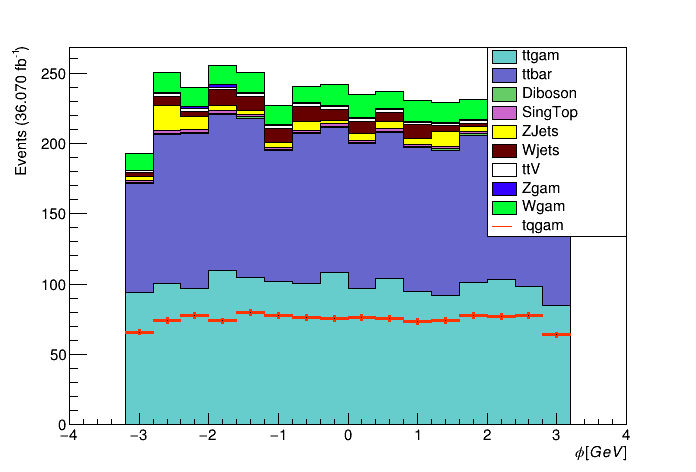 Events (36.070 fb⁻¹)
250
200
150
100
50
0
−4 −3 −2 −1 0 1 2 3 4
ϕ[GeV]
ttgam
ttbar
Diboson
SingTop
ZJets
Wjets
ttV
Zgam
Wgam
tqgam